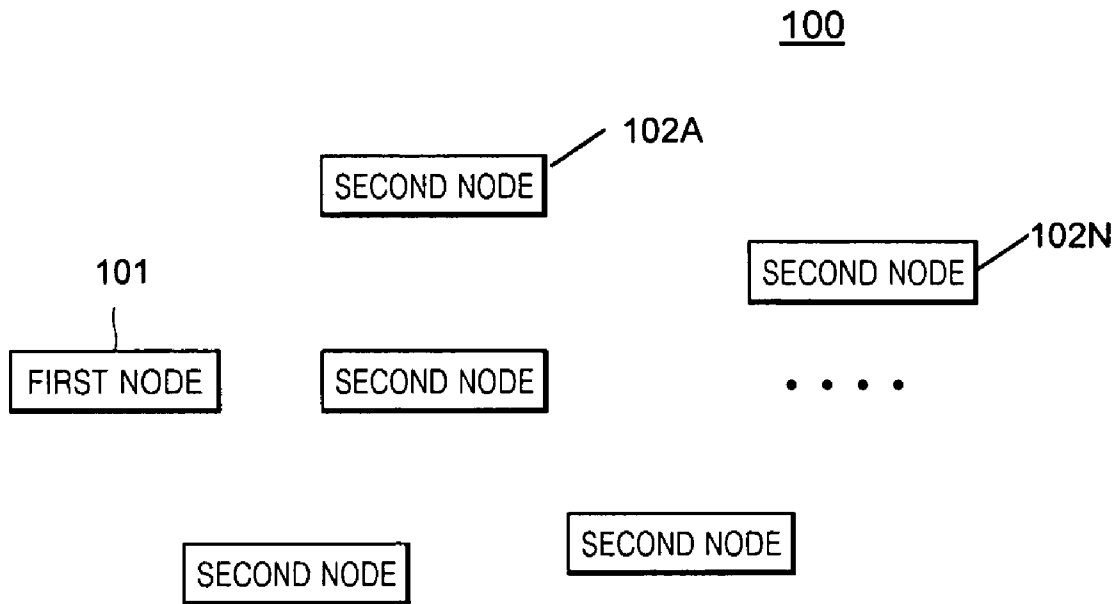 100
102A
SECOND NODE
102N
SECOND NODE
101
FIRST NODE
SECOND NODE
SECOND NODE
SECOND NODE